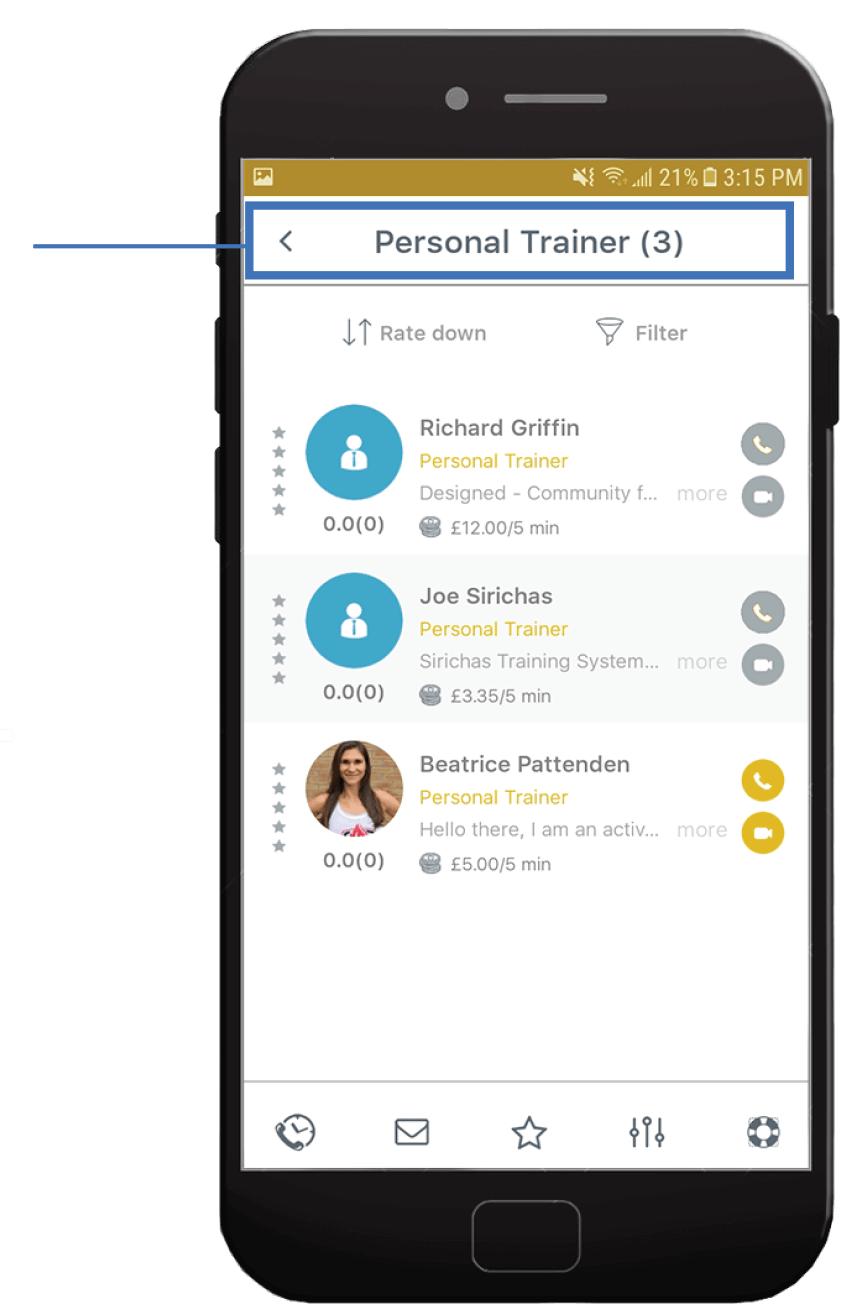 21% 3:15 PM
Personal Trainer (3)
Rate down Filter
Richard Griffin
Personal Trainer
Designed - Community f... more
0.0(0) £12.00/5 min
Joe Sirichas
Personal Trainer
Sirichas Training System... more
0.0(0) £3.35/5 min
Beatrice Pattenden
Personal Trainer
Hello there, I am an activ... more
0.0(0) £5.00/5 min